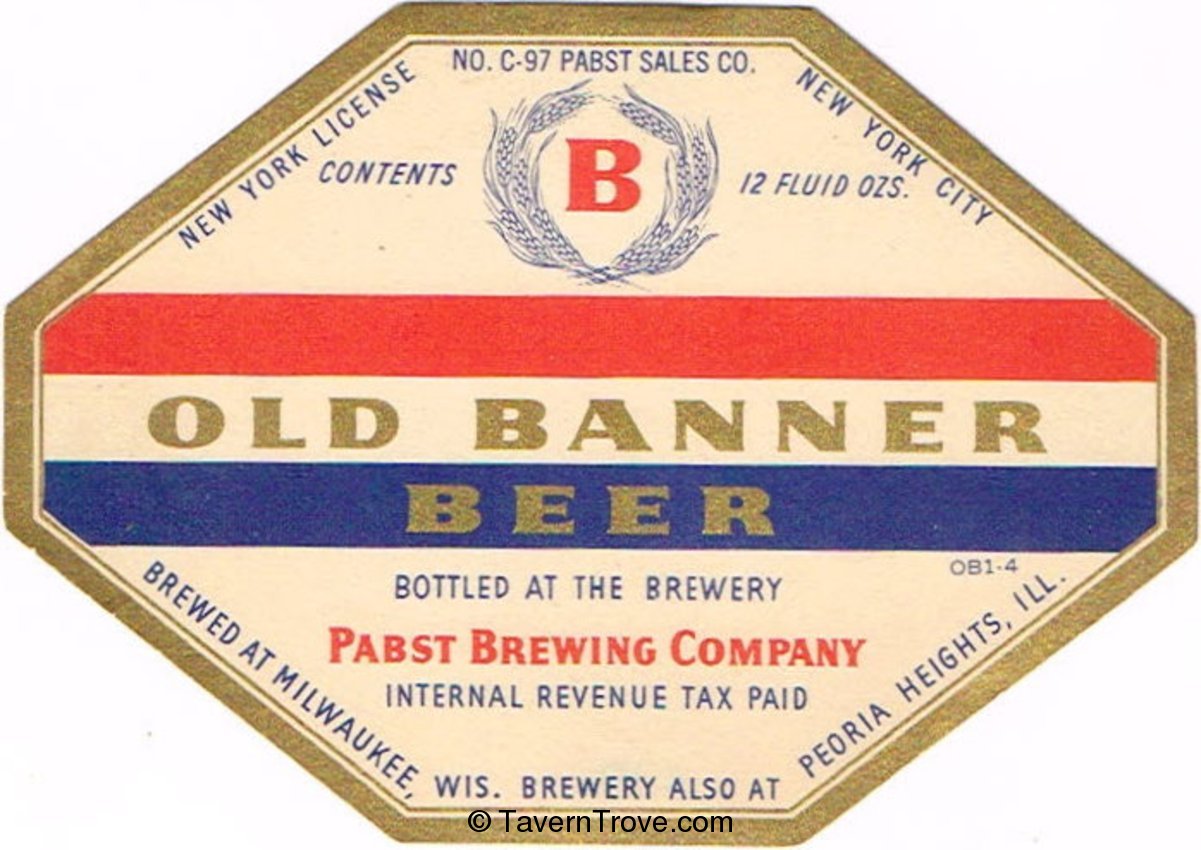 NEW YORK LICENSE NO. C-97 PABST SALES CO. NEW YORK CITY
CONTENTS
B
12 FLUID OZS.
OLD BANNER
BEER
OB1-4
BOTTLED AT THE BREWERY
PABST BREWING COMPANY
INTERNAL REVENUE TAX PAID
BREWED AT MILWAUKEE, WIS. BREWERY ALSO AT PEORIA HEIGHTS, ILL.
© TavernTrove.com